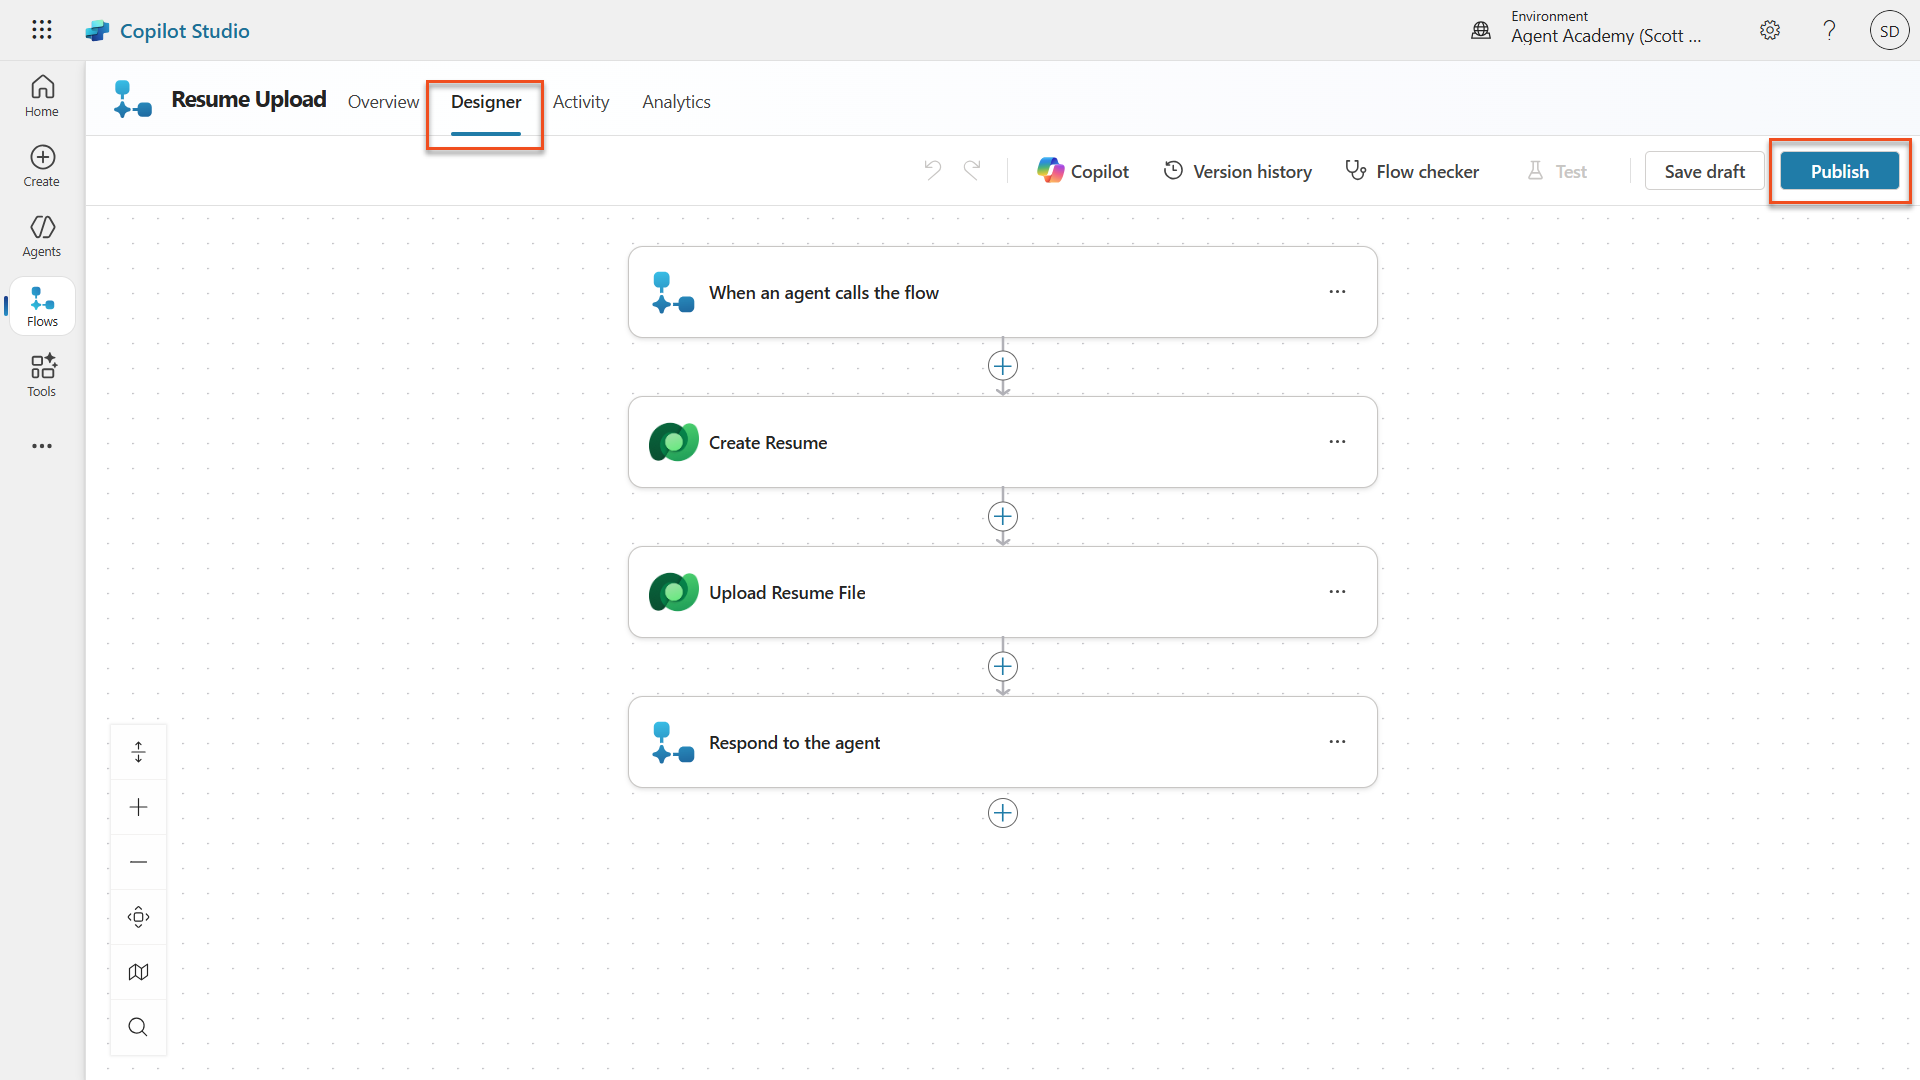 Copilot Studio
Environment
Agent Academy (Scott ...
?
SD
Home
Create
Agents
Flows
Tools
Resume Upload
Overview
Designer
Activity
Analytics
Copilot
Version history
Flow checker
Test
Save draft
Publish
When an agent calls the flow
Create Resume
Upload Resume File
Respond to the agent